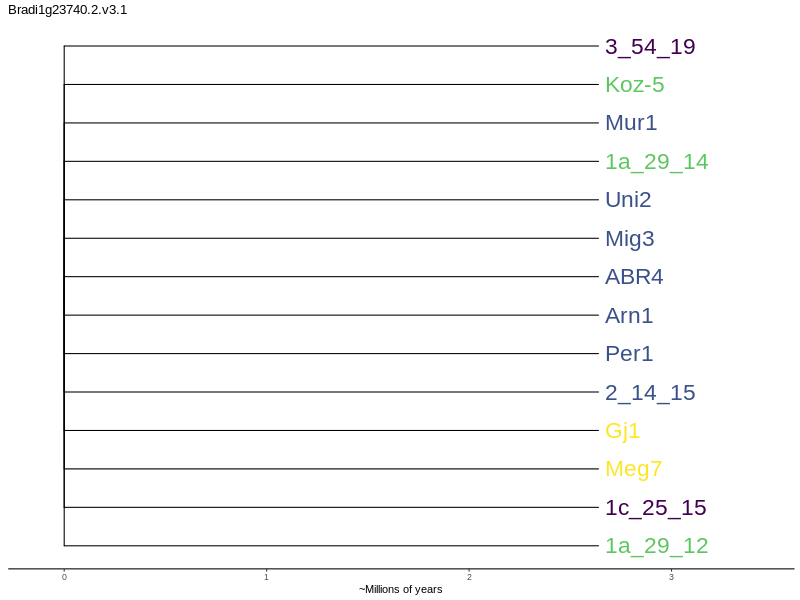 Bradi1g23740.2.v3.1
3_54_19
Koz-5
Mur1
1a_29_14
Uni2
Mig3
ABR4
Arn1
Per1
2_14_15
Gj1
Meg7
1c_25_15
1a_29_12
0 1 2 3
~Millions of years